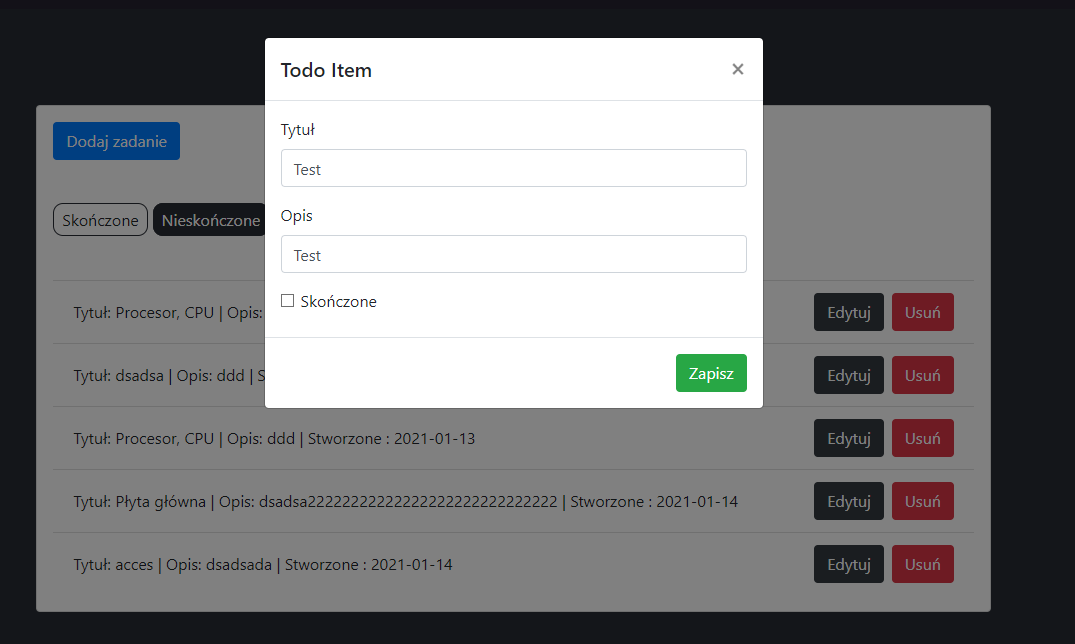 Todo Item ×
Tytuł
Test
Opis
Test
Skończone
Zapisz
Dodaj zadanie
Skończone Nieskończone
Tytuł: Procesor, CPU | Opis: Edytuj Usuń
Tytuł: dsadsa | Opis: ddd | S Edytuj Usuń
Tytuł: Procesor, CPU | Opis: ddd | Stworzone : 2021-01-13 Edytuj Usuń
Tytuł: Płyta główna | Opis: dsadsa2222222222222222222222222222 | Stworzone : 2021-01-14 Edytuj Usuń
Tytuł: acces | Opis: dsadsada | Stworzone : 2021-01-14 Edytuj Usuń